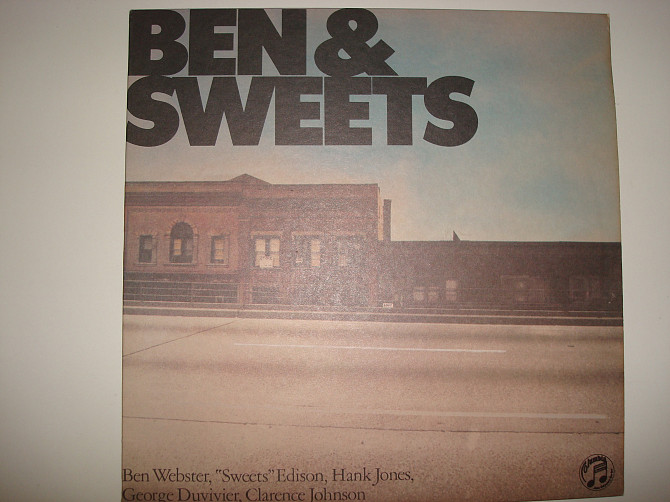 BEN &
SWEETS
Ben Webster, "Sweets" Edison, Hank Jones,
George Duvivier, Clarence Johnson